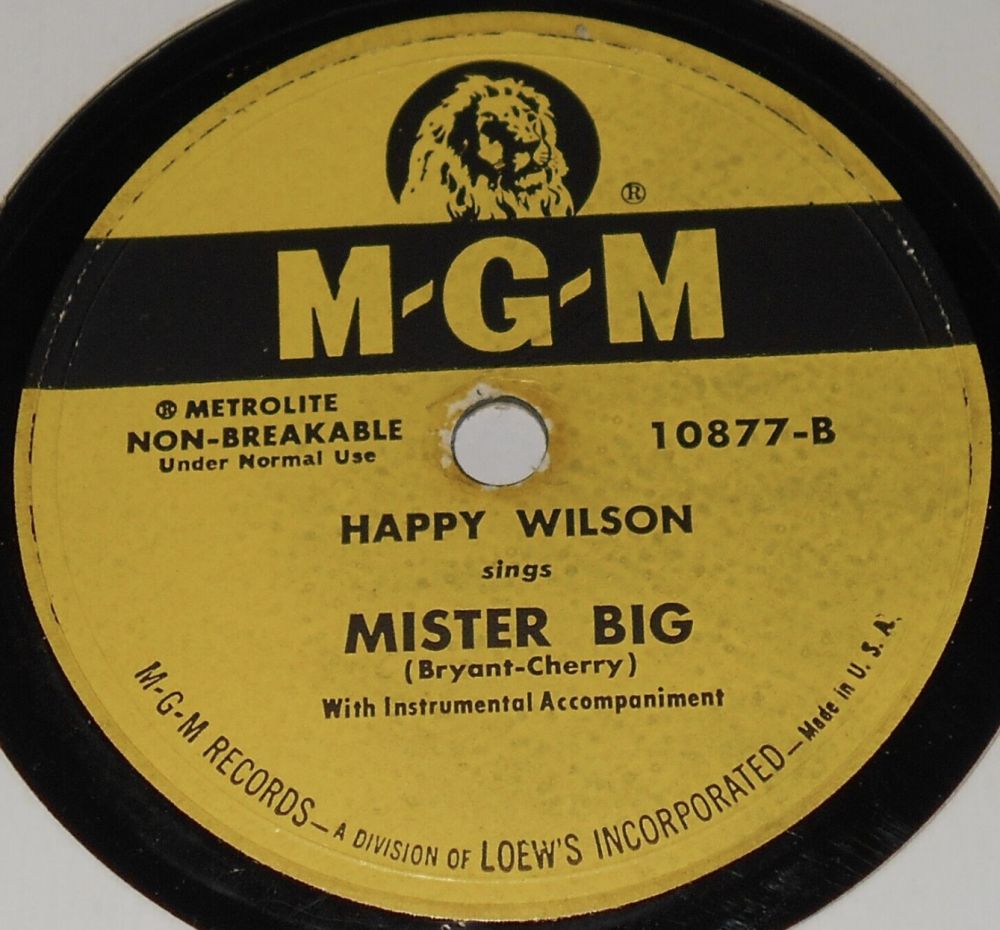 ®
M-G-M
® METROLITE
NON-BREAKABLE
Under Normal Use
10877-B
HAPPY WILSON
sings
MISTER BIG
(Bryant-Cherry)
With Instrumental Accompaniment
M-G-M RECORDS—A DIVISION OF LOEW'S INCORPORATED—Made in U. S. A.